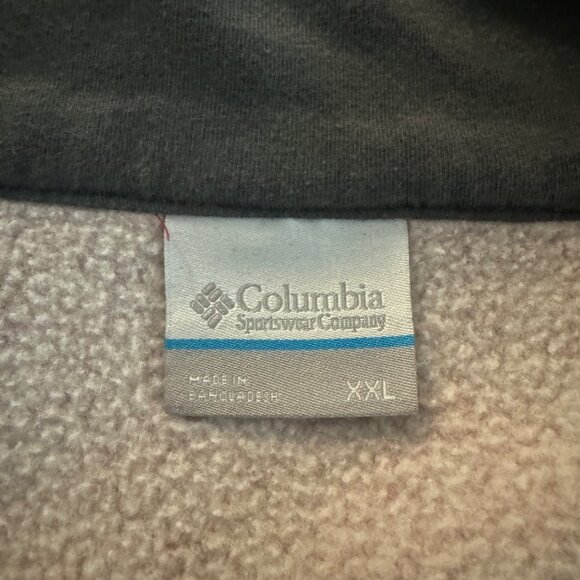 Columbia
Sportswear Company
MADE IN
BANGLADESH
XXL